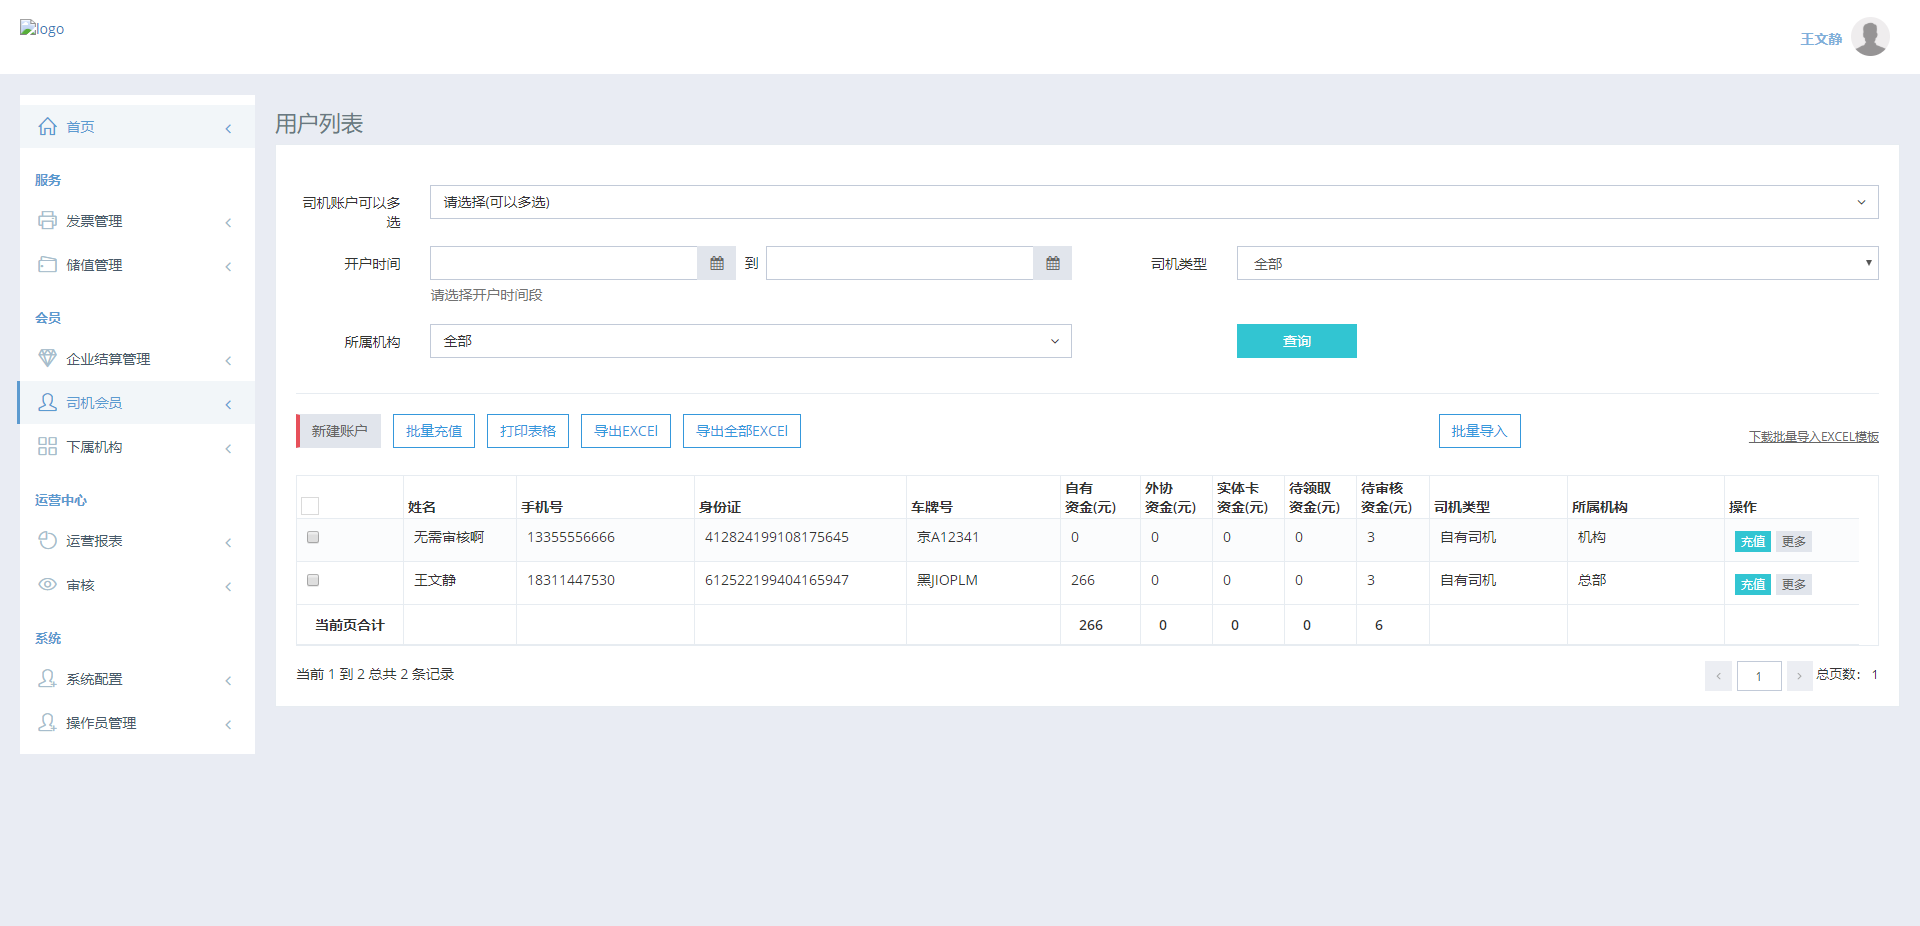 logo
王文静
首页
服务
发票管理
储值管理
会员
企业结算管理
司机会员
下属机构
运营中心
运营报表
审核
系统
系统配置
操作员管理
用户列表
司机账户可以多
选
请选择(可以多选)
开户时间
到
司机类型
全部
请选择开户时间段
所属机构
全部
查询
新建账户
批量充值
打印表格
导出EXCEl
导出全部EXCEl
批量导入
下载批量导入EXCEL模板
姓名 手机号 身份证 车牌号 自有 资金(元) 外协 资金(元) 实体卡 资金(元) 待领取 资金(元) 待审核 资金(元) 司机类型 所属机构 操作
无需审核啊 13355556666 412824199108175645 京A12341 0 0 0 0 3 自有司机 机构 充值 更多
王文静 18311447530 612522199404165947 黑JIOPLM 266 0 0 0 3 自有司机 总部 充值 更多
当前页合计 266 0 0 0 6
当前 1 到 2 总共 2 条记录
1
总页数： 1